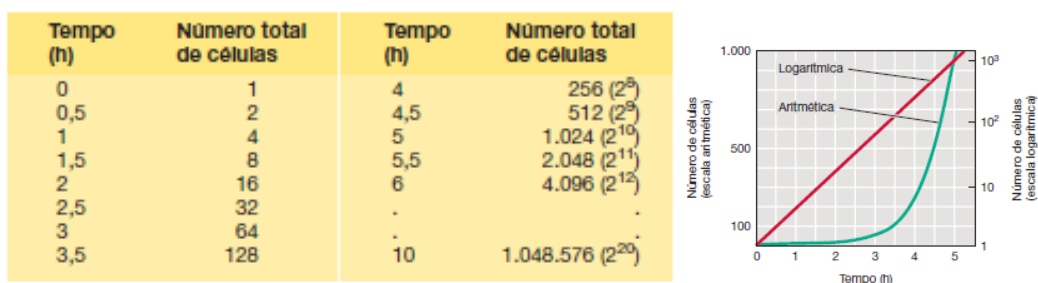 Tempo (h) Número total de células Tempo (h) Número total de células
0 1 4 256 (2⁸)
0,5 2 4,5 512 (2⁹)
1 4 5 1.024 (2¹⁰)
1,5 8 5,5 2.048 (2¹¹)
2 16 6 4.096 (2¹²)
2,5 32 . .
3 64 . .
3,5 128 10 1.048.576 (2²⁰)
Número de células
(escala aritmética)
1.000
500
100
Logarítmica
Aritmética
10³
10²
10
1
Número de células
(escala logarítmica)
0 1 2 3 4 5
Tempo (h)